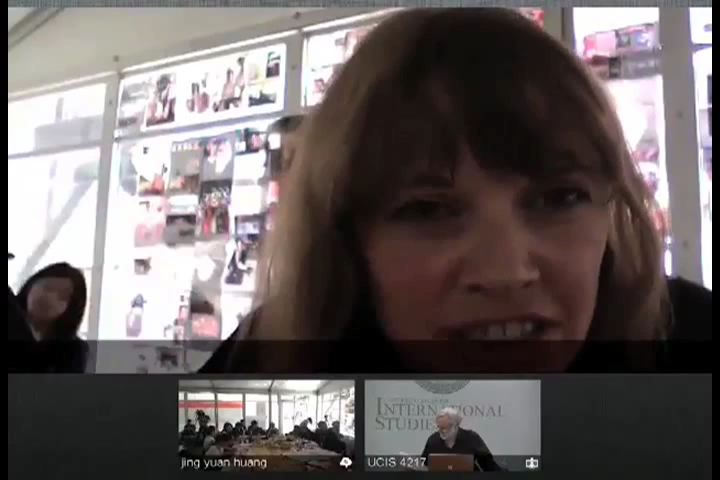 INTERNATIONAL
STUDIES
jing yuan huang
UCIS 4217